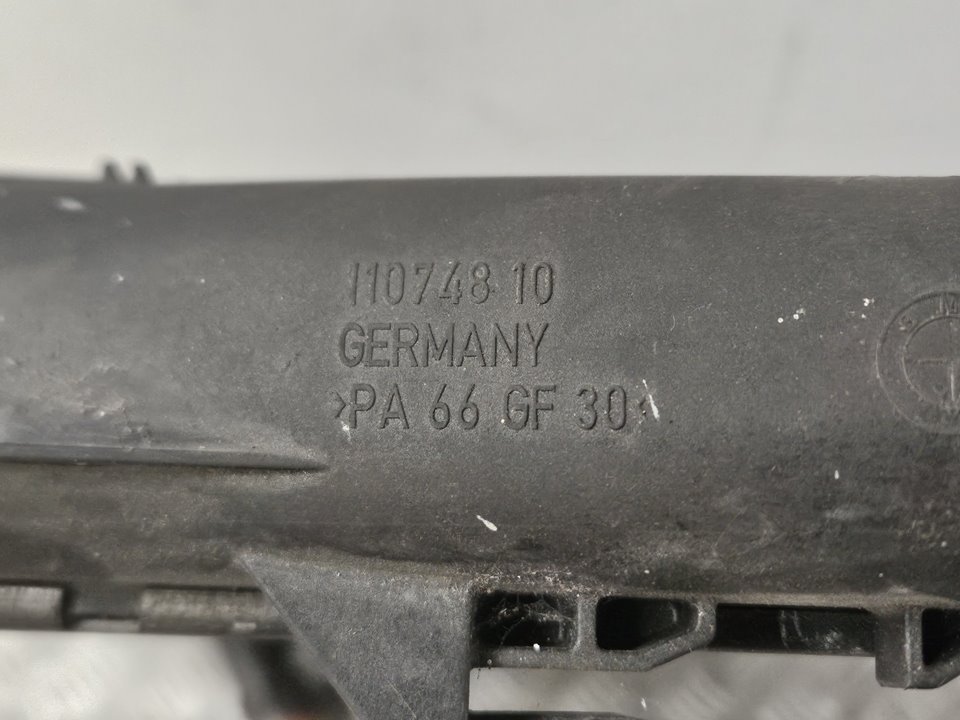 110748 10
GERMANY
>PA 66 GF 30<